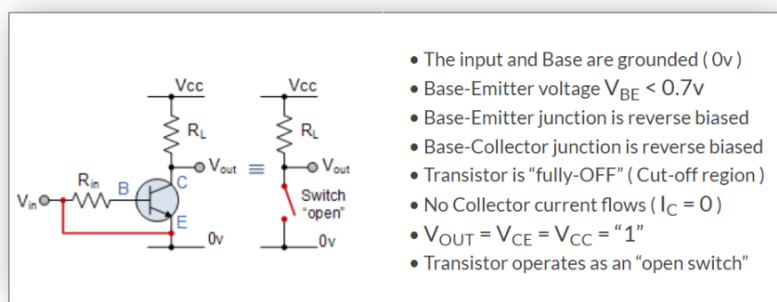 Vcc
RL
Vout
C
Rin
B
Vin
E
0v
≡
Vcc
RL
Vout
Switch
"open"
0v
• The input and Base are grounded ( 0v )
• Base-Emitter voltage VBE < 0.7v
• Base-Emitter junction is reverse biased
• Base-Collector junction is reverse biased
• Transistor is “fully-OFF” ( Cut-off region )
• No Collector current flows ( IC = 0 )
• VOUT = VCE = VCC = “1”
• Transistor operates as an “open switch”